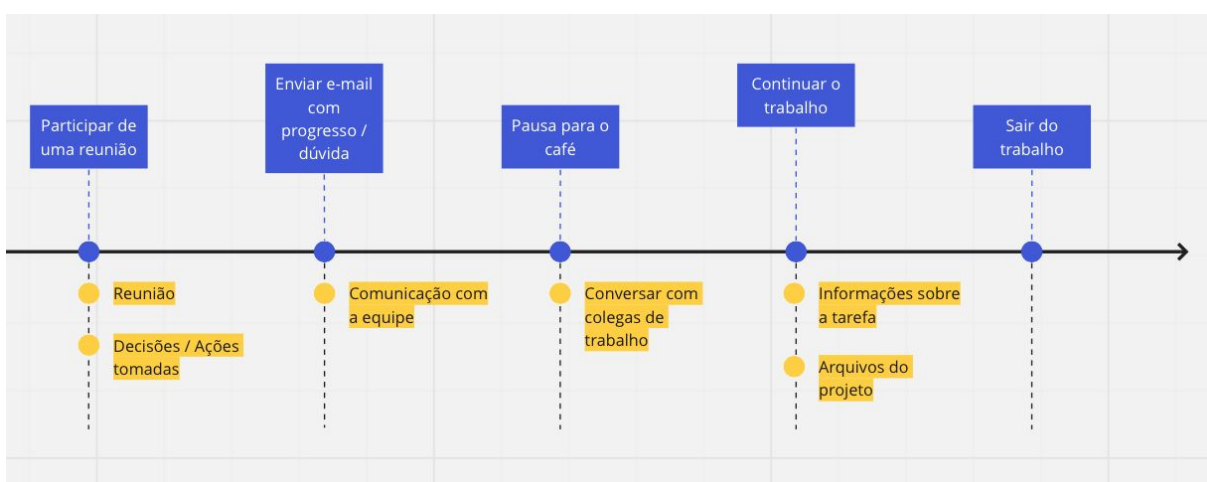 Participar de
uma reunião
Enviar e-mail
com
progresso /
dúvida
Pausa para o
café
Continuar o
trabalho
Sair do
trabalho
Reunião
Decisões / Ações
tomadas
Comunicação com
a equipe
Conversar com
colegas de
trabalho
Informações sobre
a tarefa
Arquivos do
projeto